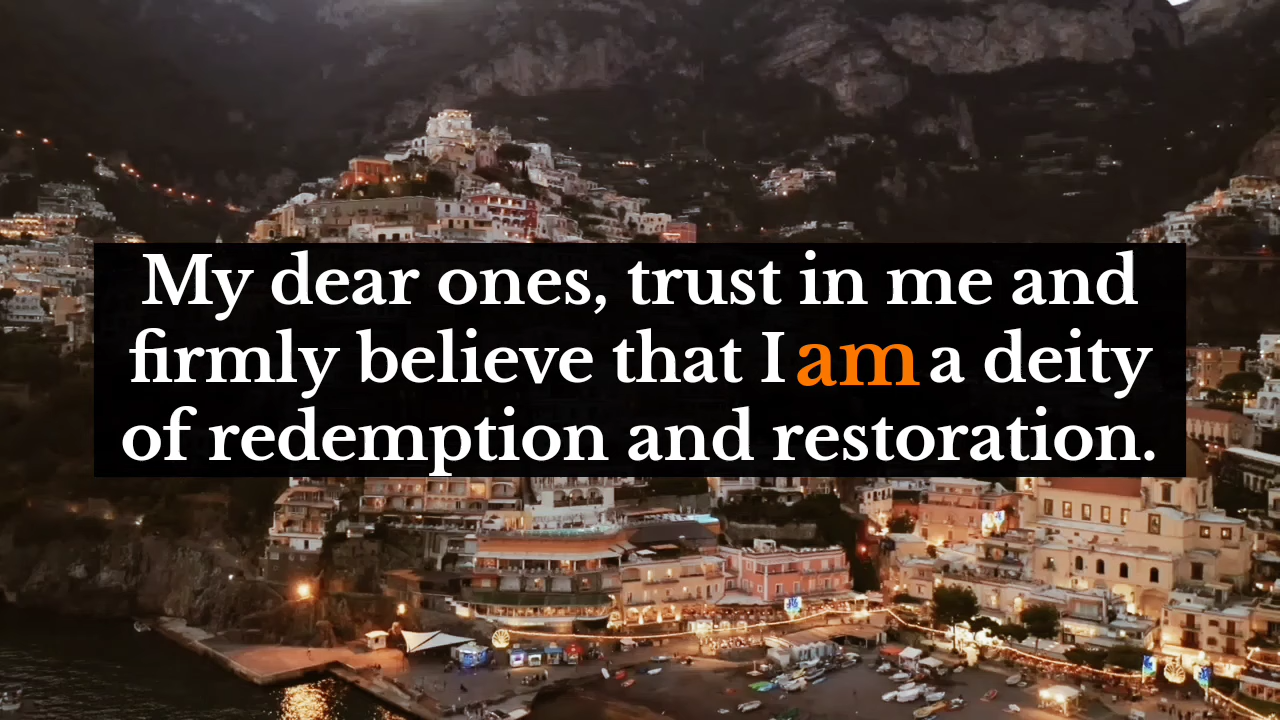 My dear ones, trust in me and
firmly believe that I am a deity
of redemption and restoration.